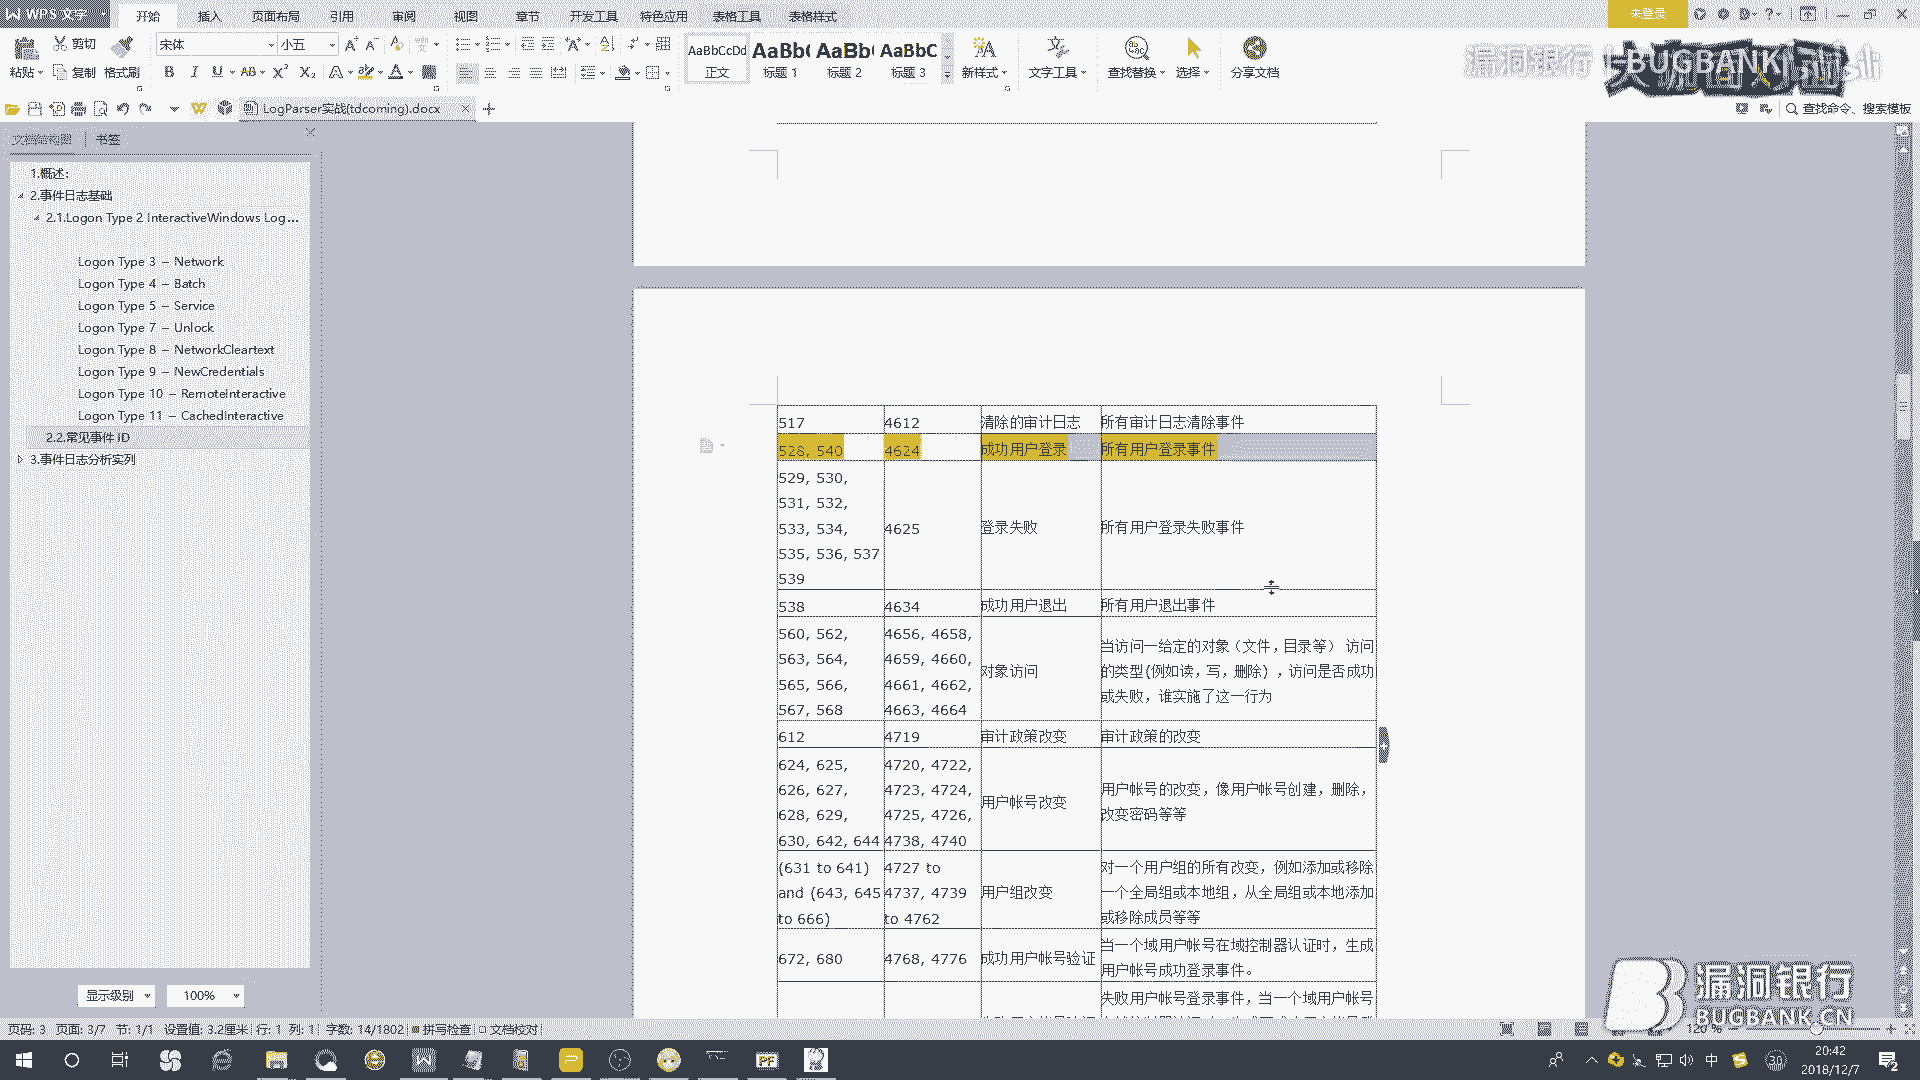 WPS 文字
开始 插入 页面布局 引用 审阅 视图 章节 开发工具 特色应用 表格工具 表格样式
未登录
粘贴 剪切 复制 格式刷
宋体 小五
B I U AB X² X₂ A
AaBbCcDd AaBb( AaBb( AaBbC
正文 标题 1 标题 2 标题 3 新样式 文字工具 查找替换 选择 分享文档
漏洞银行 BUGBANK
LogParser实战(tdcoming).docx
查找命令、搜索模板
文档结构图 书签
1.概述:
2.事件日志基础
2.1.Logon Type 2 InteractiveWindows Log...
Logon Type 3 – Network
Logon Type 4 – Batch
Logon Type 5 – Service
Logon Type 7 – Unlock
Logon Type 8 – NetworkCleartext
Logon Type 9 – NewCredentials
Logon Type 10 – RemoteInteractive
Logon Type 11 – CachedInteractive
2.2.常见事件 ID
3.事件日志分析实列
显示级别 100%
517 4612 清除的审计日志 所有审计日志清除事件
528, 540 4624 成功用户登录 所有用户登录事件
529, 530,
531, 532,
533, 534, 4625 登录失败 所有用户登录失败事件
535, 536, 537
539
538 4634 成功用户退出 所有用户退出事件
560, 562, 4656, 4658,
563, 564, 4659, 4660,
565, 566, 4661, 4662,
567, 568 4663, 4664
对象访问
当访问一给定的对象（文件，目录等） 访问
的类型(例如读，写，删除），访问是否成功
或失败，谁实施了这一行为
612 4719 审计政策改变 审计政策的改变
624, 625, 4720, 4722,
626, 627, 4723, 4724,
628, 629, 4725, 4726,
630, 642, 644 4738, 4740
用户帐号改变
用户帐号的改变，像用户帐号创建，删除，
改变密码等等
(631 to 641) 4727 to
and (643, 645 4737, 4739
to 666) to 4762
用户组改变
对一个用户组的所有改变，例如添加或移除
一个全局组或本地组，从全局组或本地添加
或移除成员等等
672, 680 4768, 4776 成功用户帐号验证
当一个域用户帐号在域控制器认证时，生成
用户帐号成功登录事件。
失败用户帐号登录事件，当一个域用户帐号
漏洞银行
BUGBANK.CN
页码: 3 页面: 3/7 节: 1/1 设置值: 3.2厘米 行: 1 列: 1 字数: 14/1802 拼写检查 文档校对
120 %
中
30
20:42
2018/12/7
2